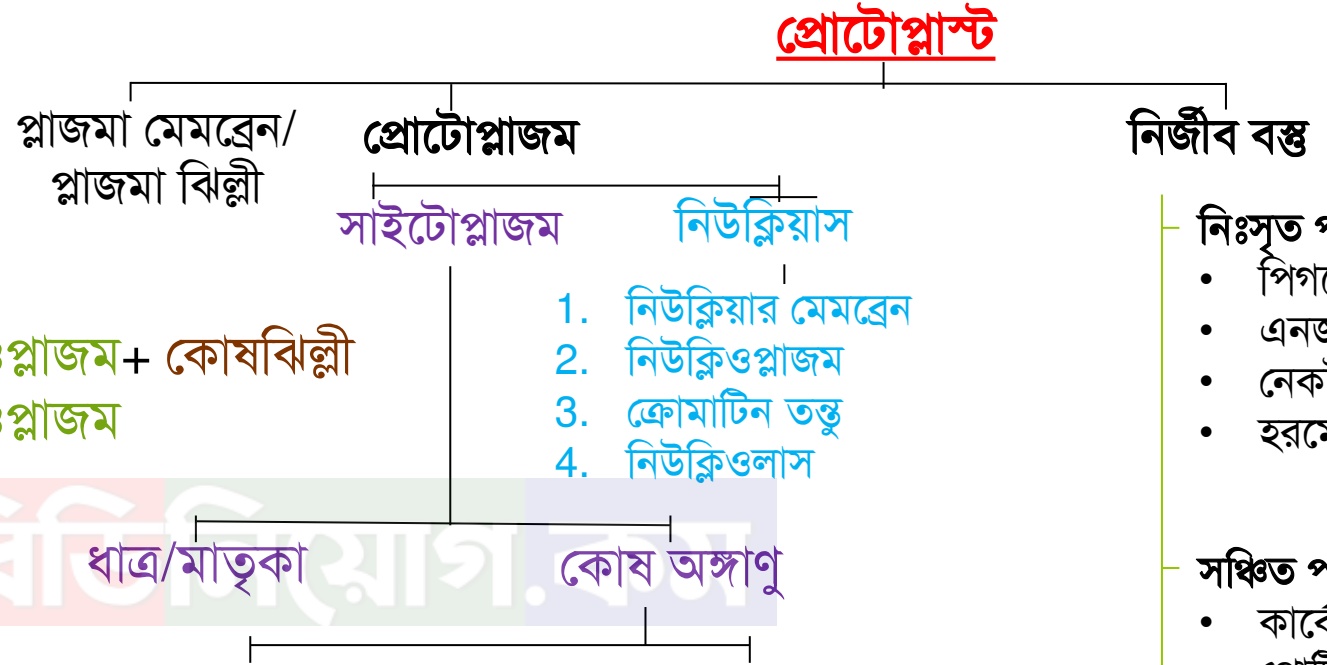 প্রোটোপ্লাস্ট
প্লাজমা মেমব্রেন/
প্লাজমা ঝিল্লী
প্রোটোপ্লাজম
নির্জীব বস্তু
সাইটোপ্লাজম
নিউক্লিয়াস
1. নিউক্লিয়ার মেমব্রেন
2. নিউক্লিওপ্লাজম
3. ক্রোমাটিন তন্তু
4. নিউক্লিওলাস
প্লাজম+ কোষঝিল্লী
প্লাজম
নিঃসৃত
সঞ্চিত
ধাত্র/মাতৃকা
কোষ অঙ্গাণু